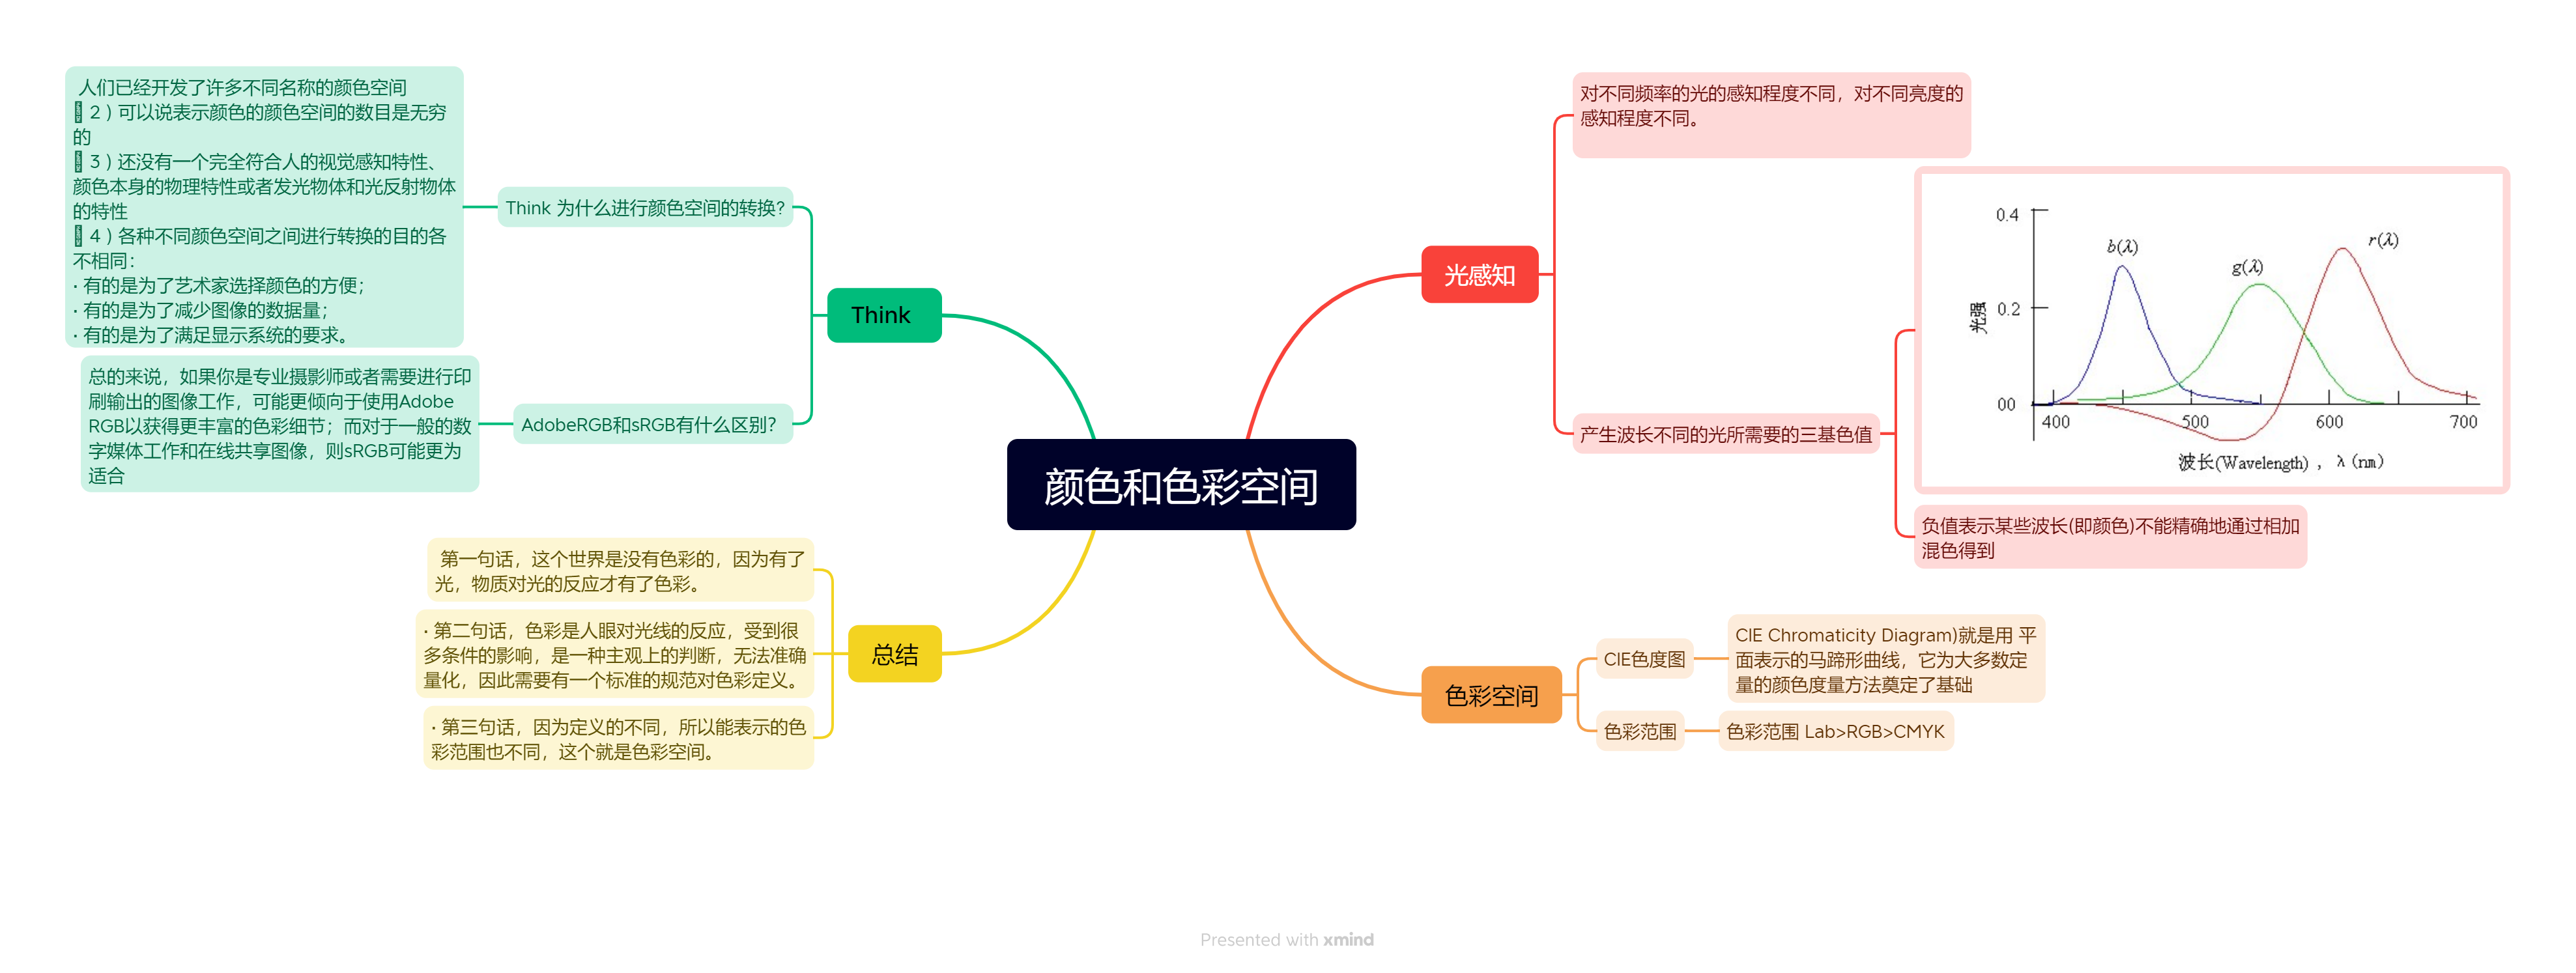 颜色和色彩空间
光感知
对不同频率的光的感知程度不同，对不同亮度的
感知程度不同。
产生波长不同的光所需要的三基色值
0.4
0.2
00
光强
b(λ)
g(λ)
r(λ)
400
500
600
700
波长(Wavelength) ，λ (nm)
负值表示某些波长(即颜色)不能精确地通过相加
混色得到
色彩空间
CIE色度图
CIE Chromaticity Diagram)就是用 平
面表示的马蹄形曲线，它为大多数定
量的颜色度量方法奠定了基础
色彩范围
色彩范围 Lab>RGB>CMYK
Think
Think 为什么进行颜色空间的转换?
人们已经开发了许多不同名称的颜色空间
2 ) 可以说表示颜色的颜色空间的数目是无穷
的
3 ) 还没有一个完全符合人的视觉感知特性、
颜色本身的物理特性或者发光物体和光反射物体
的特性
4 ) 各种不同颜色空间之间进行转换的目的各
不相同：
· 有的是为了艺术家选择颜色的方便；
· 有的是为了减少图像的数据量；
· 有的是为了满足显示系统的要求。
AdobeRGB和sRGB有什么区别？
总的来说，如果你是专业摄影师或者需要进行印
刷输出的图像工作，可能更倾向于使用Adobe
RGB以获得更丰富的色彩细节；而对于一般的数
字媒体工作和在线共享图像，则sRGB可能更为
适合
总结
第一句话，这个世界是没有色彩的，因为有了
光，物质对光的反应才有了色彩。
· 第二句话，色彩是人眼对光线的反应，受到很
多条件的影响，是一种主观上的判断，无法准确
量化，因此需要有一个标准的规范对色彩定义。
· 第三句话，因为定义的不同，所以能表示的色
彩范围也不同，这个就是色彩空间。
Presented with xmind